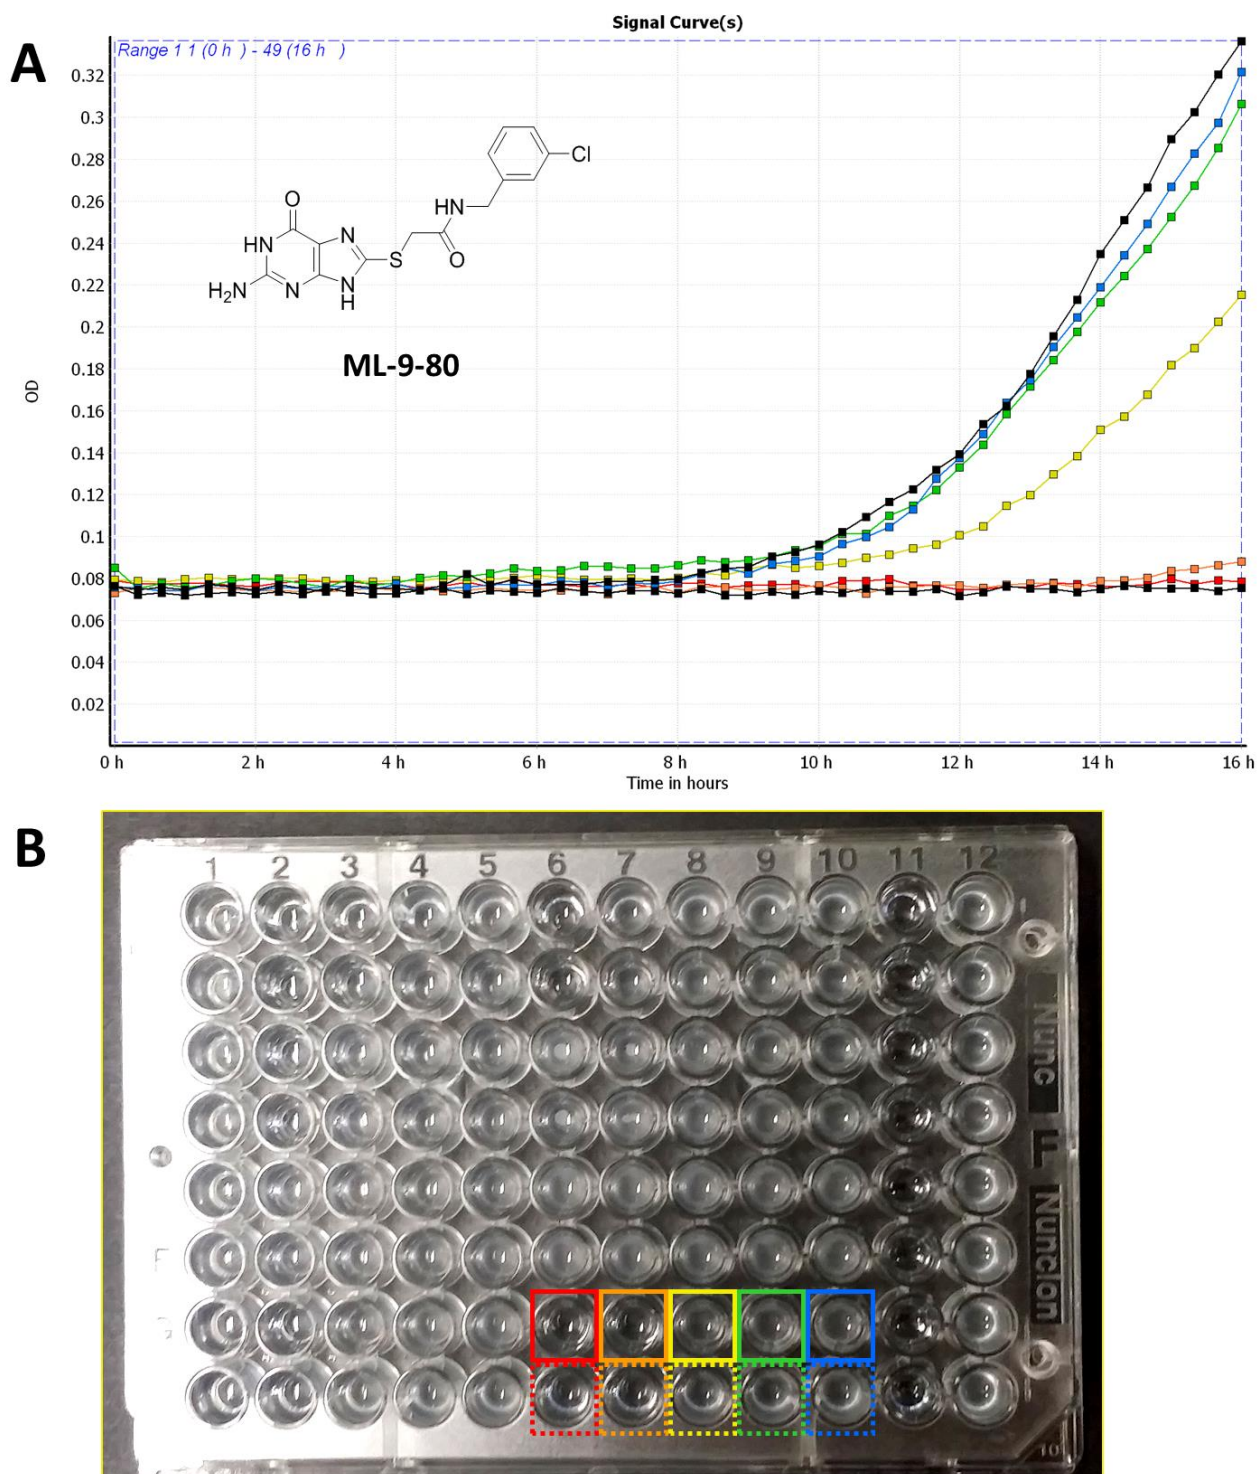 A
Signal Curve(s)
Range 1 1 (0 h ) - 49 (16 h )
0.32
0.3
0.28
0.26
0.24
0.22
0.2
0.18
0.16
0.14
0.12
0.1
0.08
0.06
0.04
0.02
OD
Cl
HN
O
O
HN
N
S
H2N
N
N
H
ML-9-80
0 h 2 h 4 h 6 h 8 h 10 h 12 h 14 h 16 h
Time in hours
B
1 2 3 4 5 6 7 8 9 10 11 12
Nunc
Nunclon